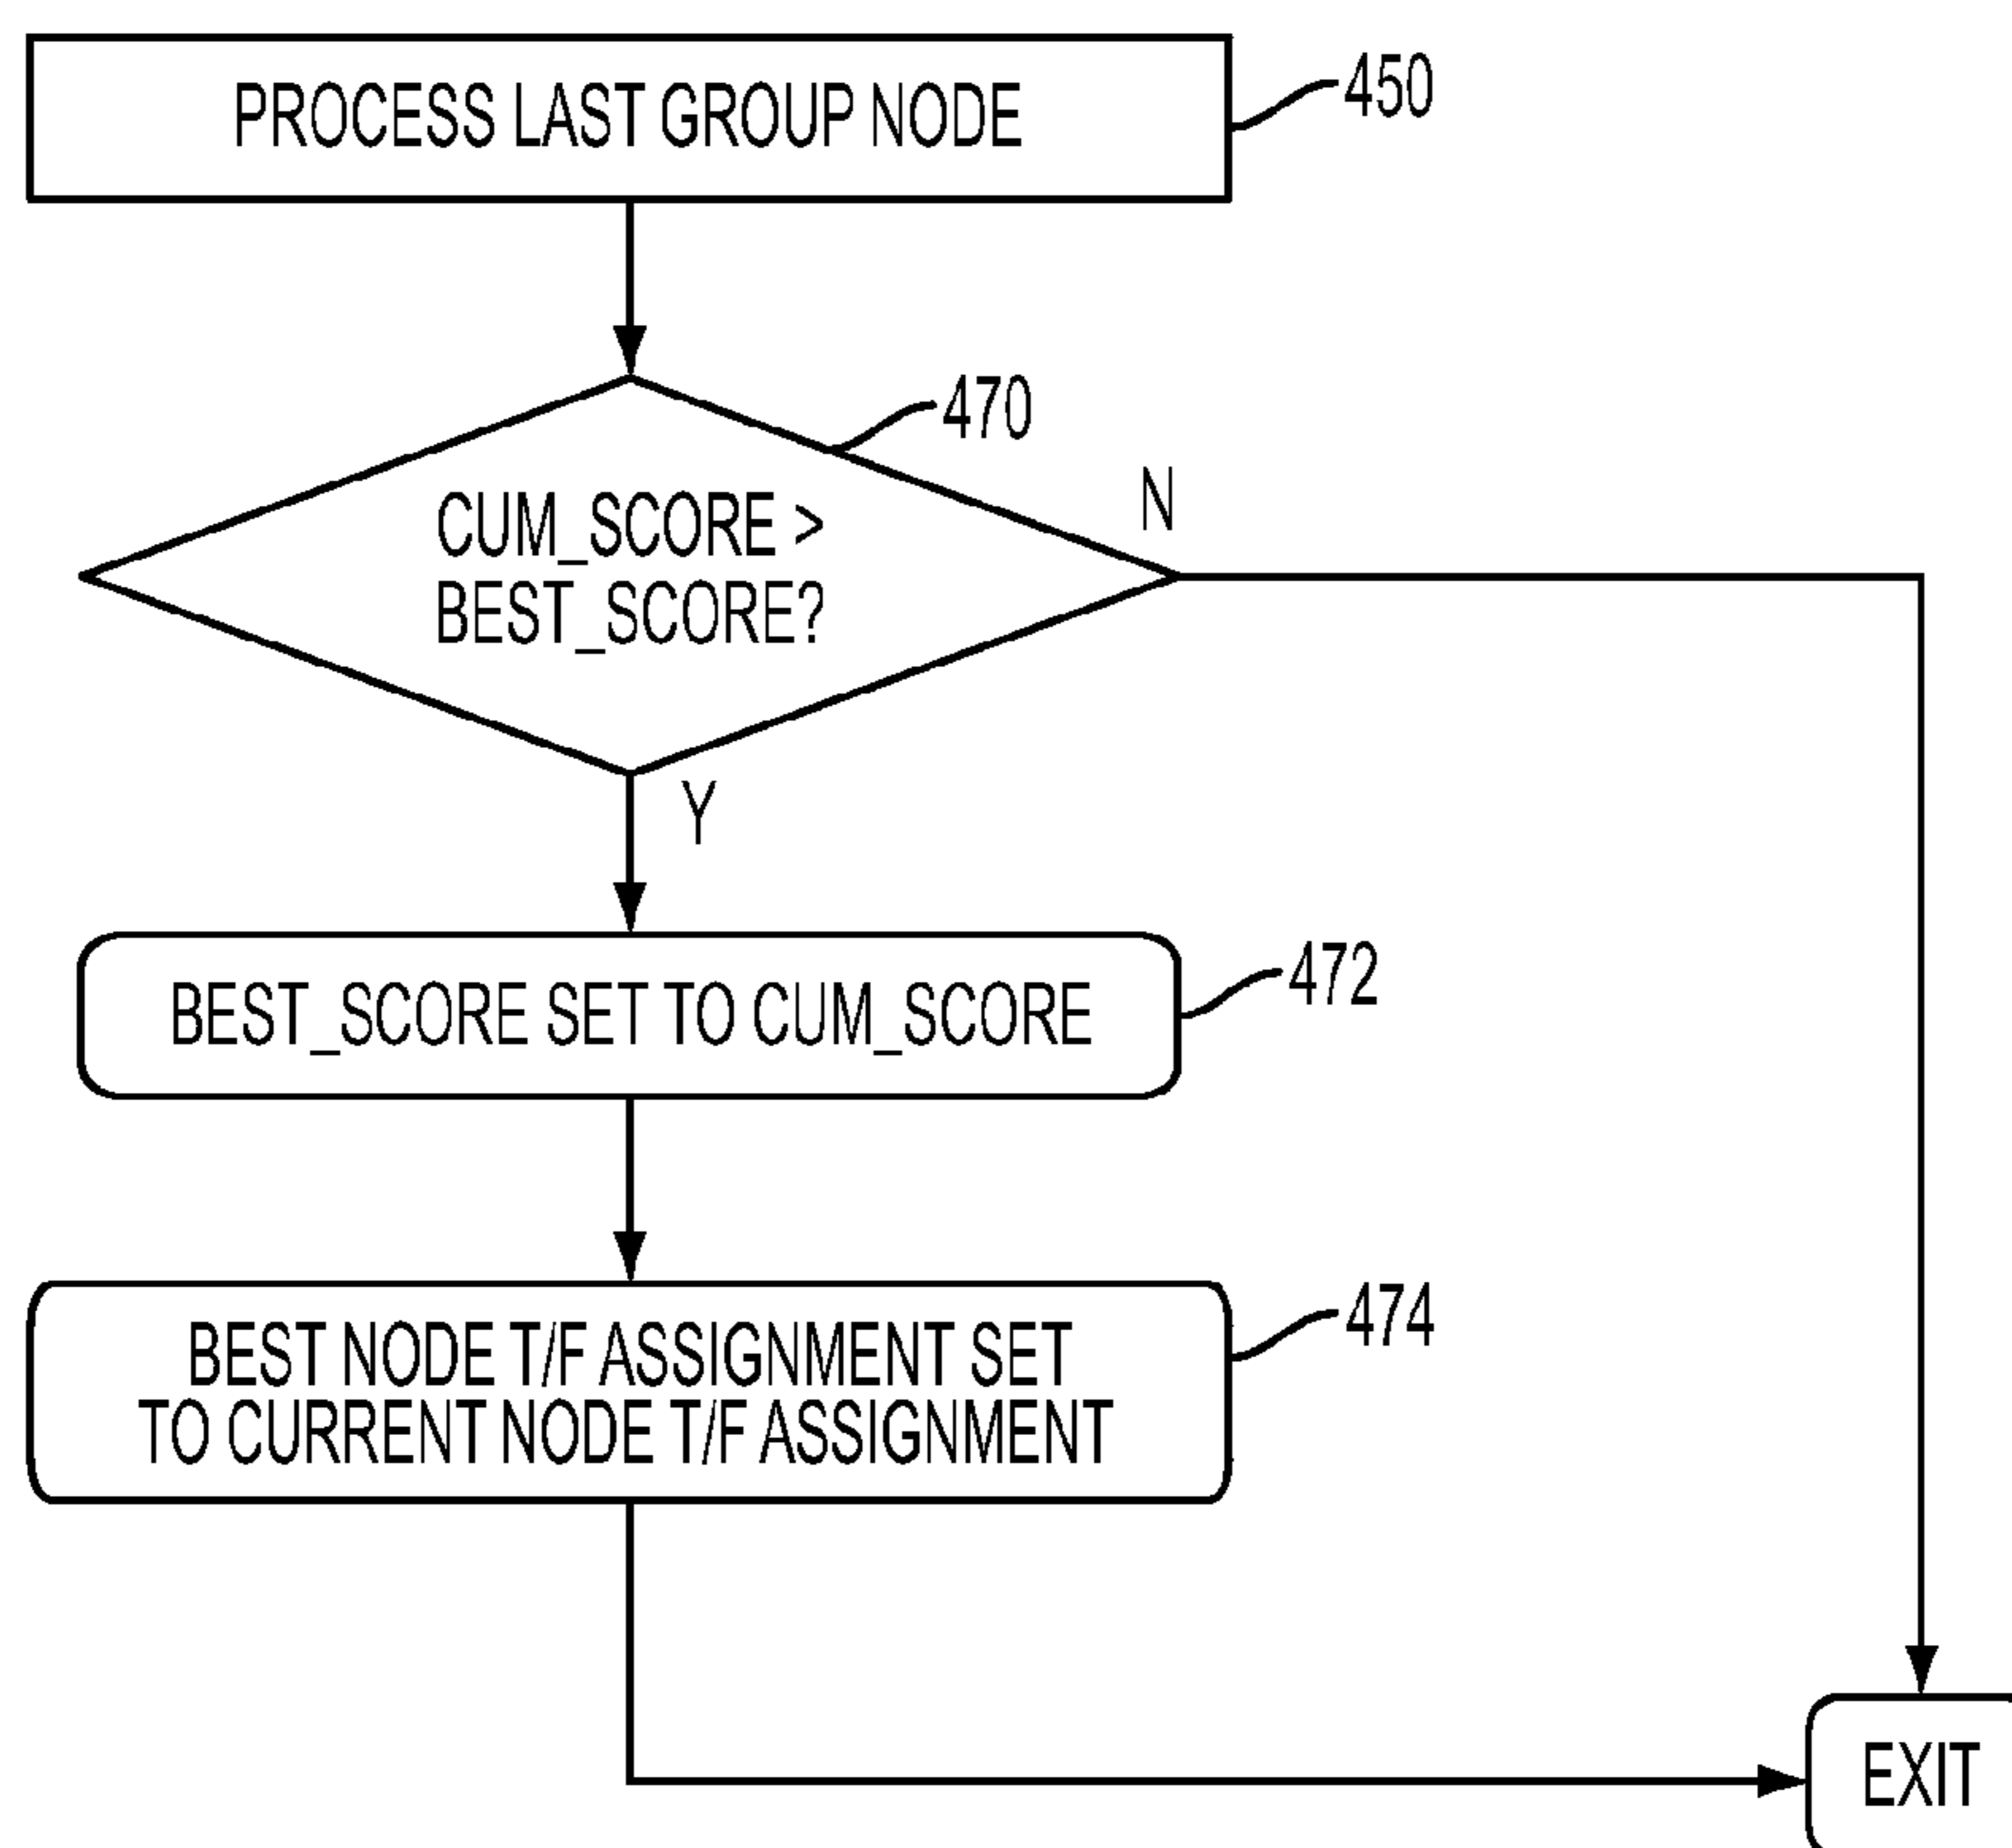 PROCESS LAST GROUP NODE
450
470
CUM_SCORE >
BEST_SCORE?
N
Y
BEST_SCORE SET TO CUM_SCORE
472
BEST NODE T/F ASSIGNMENT SET
TO CURRENT NODE T/F ASSIGNMENT
474
EXIT